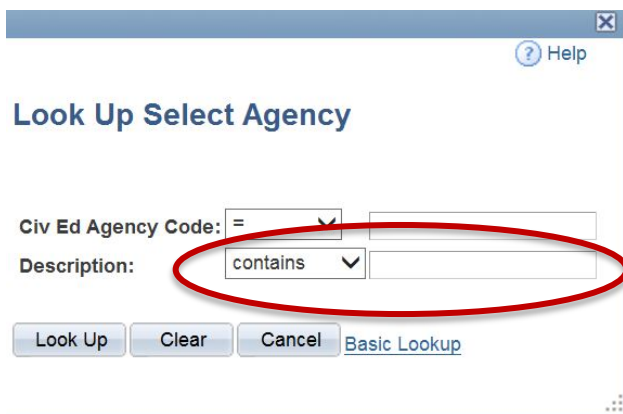 Help
Look Up Select Agency
Civ Ed Agency Code: =
Description: contains
Look Up Clear Cancel Basic Lookup